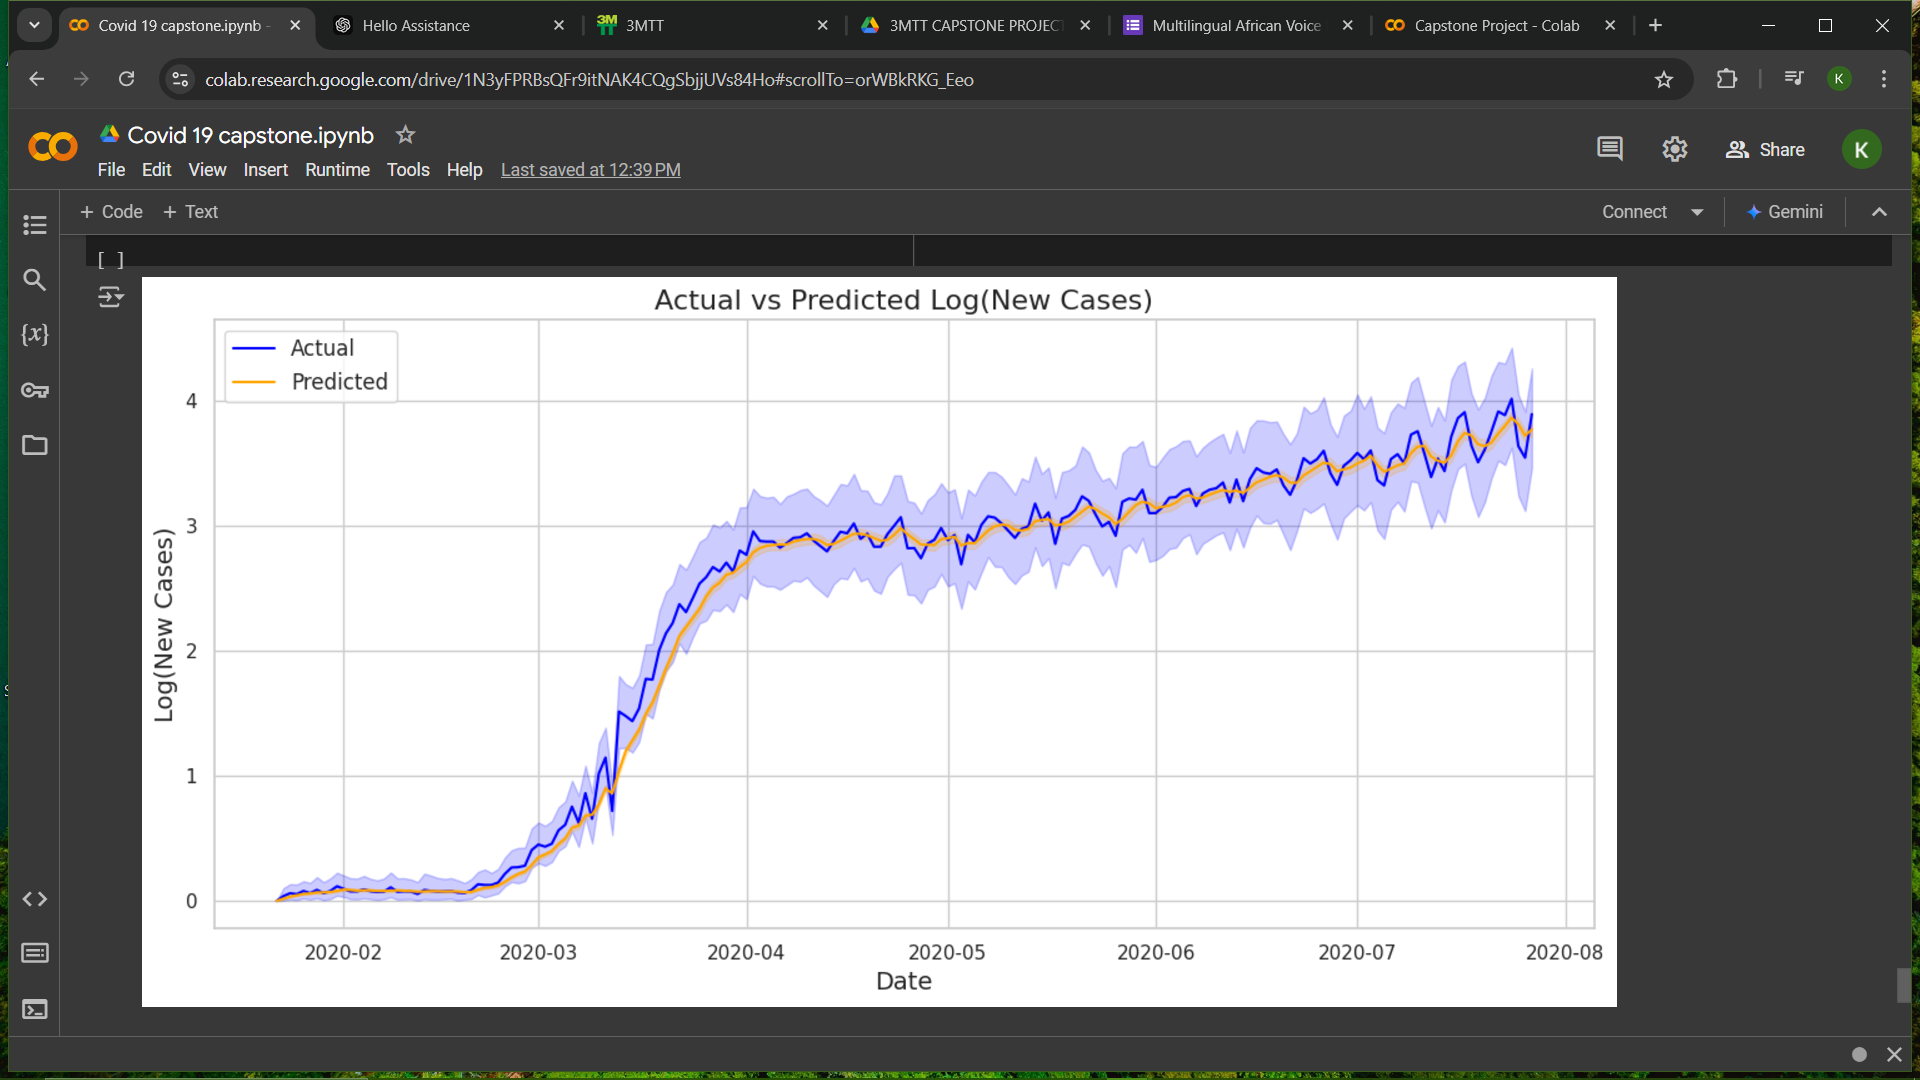 Covid 19 capstone.ipynb -
Hello Assistance
3MTT
3MTT CAPSTONE PROJECT
Multilingual African Voice
Capstone Project - Colab
colab.research.google.com/drive/1N3yFPRBsQFr9itNAK4CQgSbjjUVs84Ho#scrollTo=orWBkRKG_Eeo
K
Covid 19 capstone.ipynb
File Edit View Insert Runtime Tools Help Last saved at 12:39 PM
Share
K
+ Code + Text
Connect
Gemini
[ ]
Actual vs Predicted Log(New Cases)
Actual
Predicted
Log(New Cases)
4
3
2
1
0
2020-02 2020-03 2020-04 2020-05 2020-06 2020-07 2020-08
Date